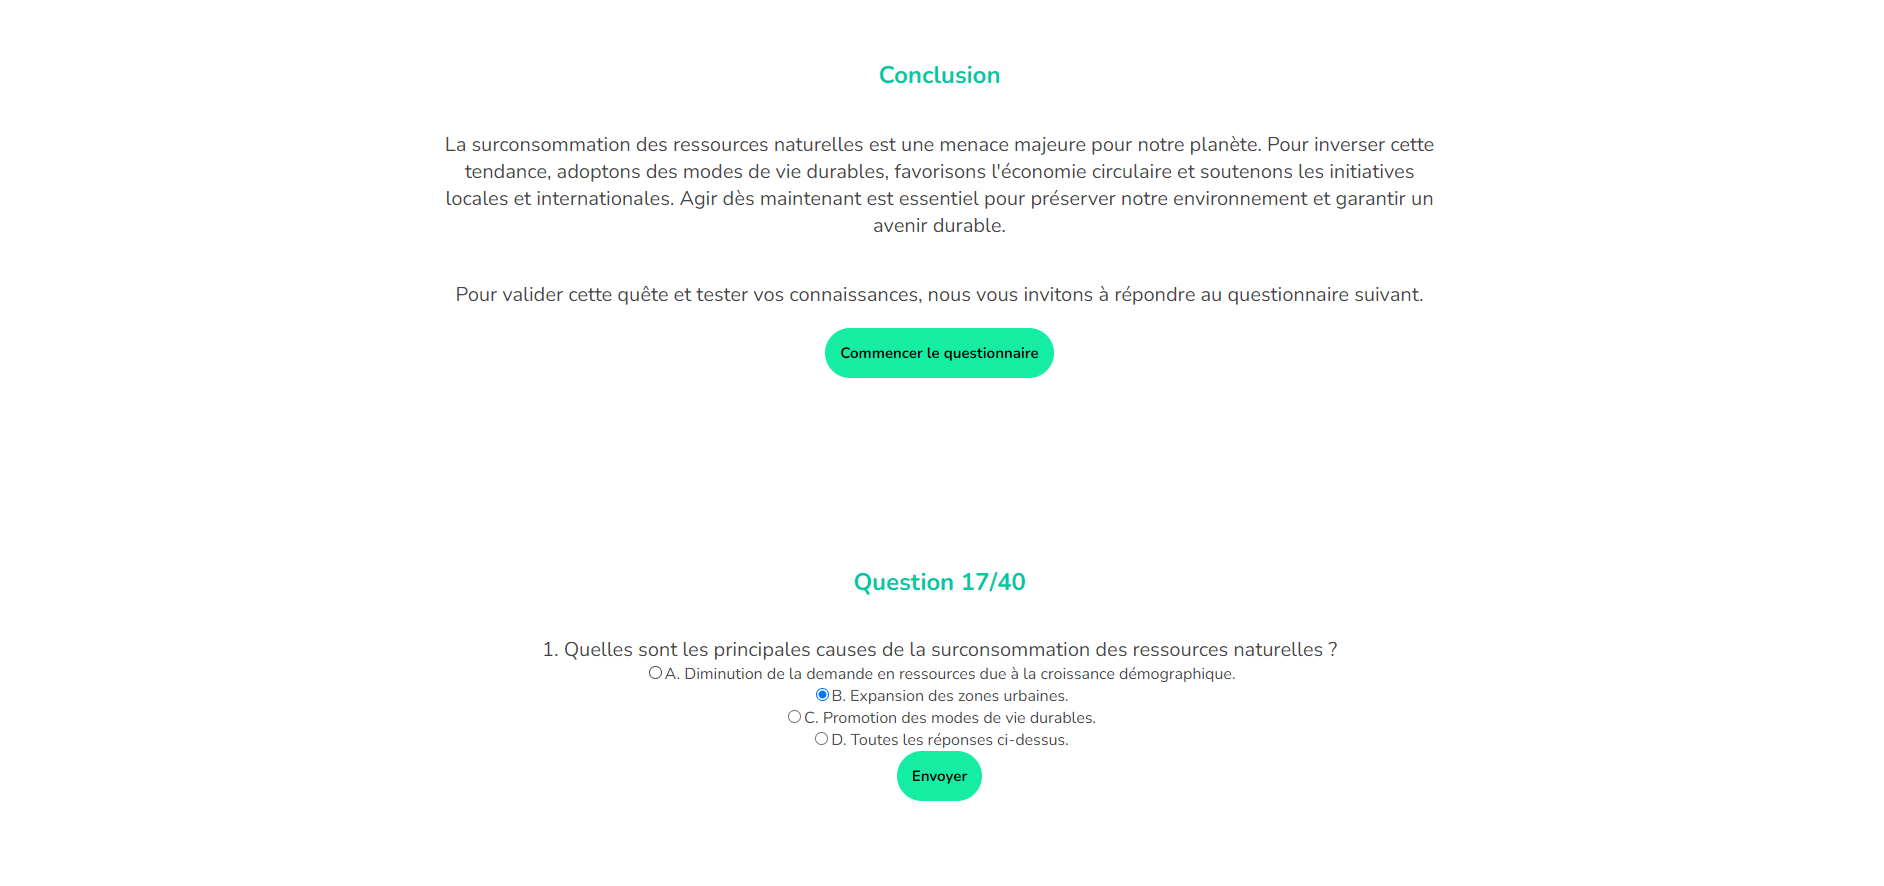 Conclusion
La surconsommation des ressources naturelles est une menace majeure pour notre planète. Pour inverser cette
tendance, adoptons des modes de vie durables, favorisons l'économie circulaire et soutenons les initiatives
locales et internationales. Agir dès maintenant est essentiel pour préserver notre environnement et garantir un
avenir durable.
Pour valider cette quête et tester vos connaissances, nous vous invitons à répondre au questionnaire suivant.
Commencer le questionnaire
Question 17/40
1. Quelles sont les principales causes de la surconsommation des ressources naturelles ?
A. Diminution de la demande en ressources due à la croissance démographique.
B. Expansion des zones urbaines.
C. Promotion des modes de vie durables.
D. Toutes les réponses ci-dessus.
Envoyer